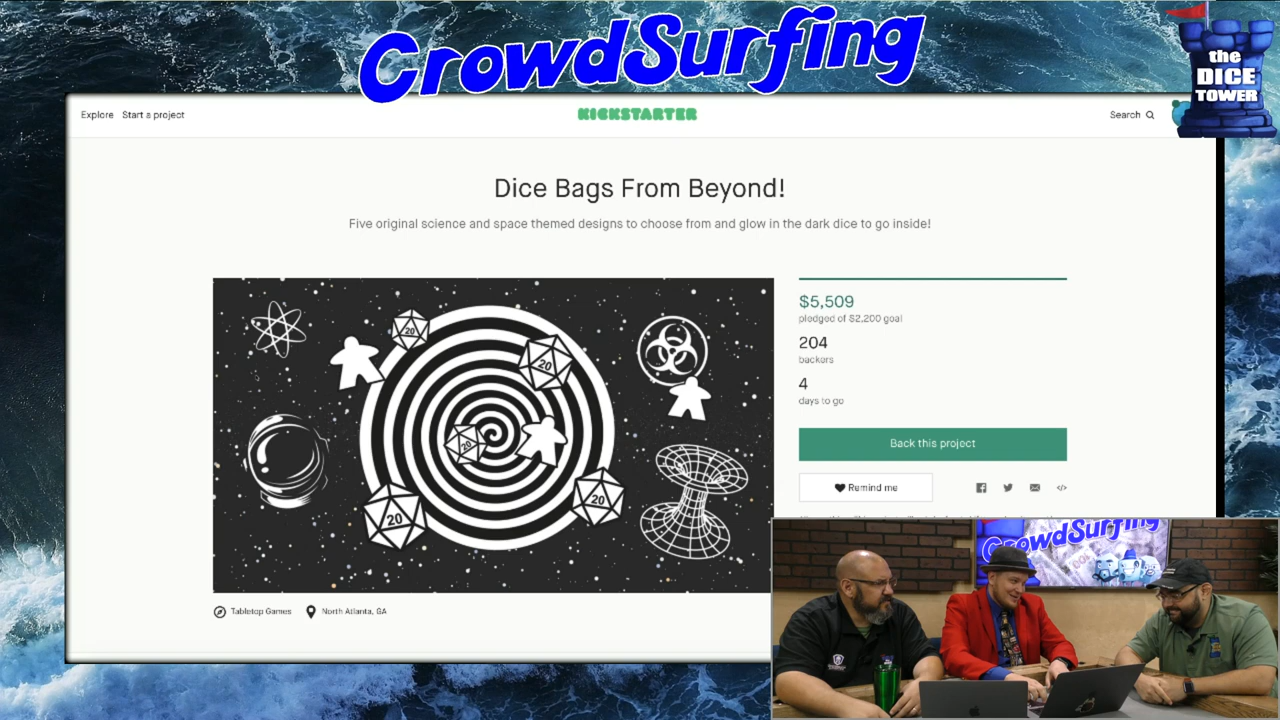 CrowdSurfing
the
DICE
TOWER
Explore Start a project
KICKSTARTER
Search
Dice Bags From Beyond!
Five original science and space themed designs to choose from and glow in the dark dice to go inside!
20
20
20
20
20
$5,509
pledged of $2,200 goal
204
backers
4
days to go
Back this project
Remind me
Tabletop Games North Atlanta, GA
CrowdSurfing